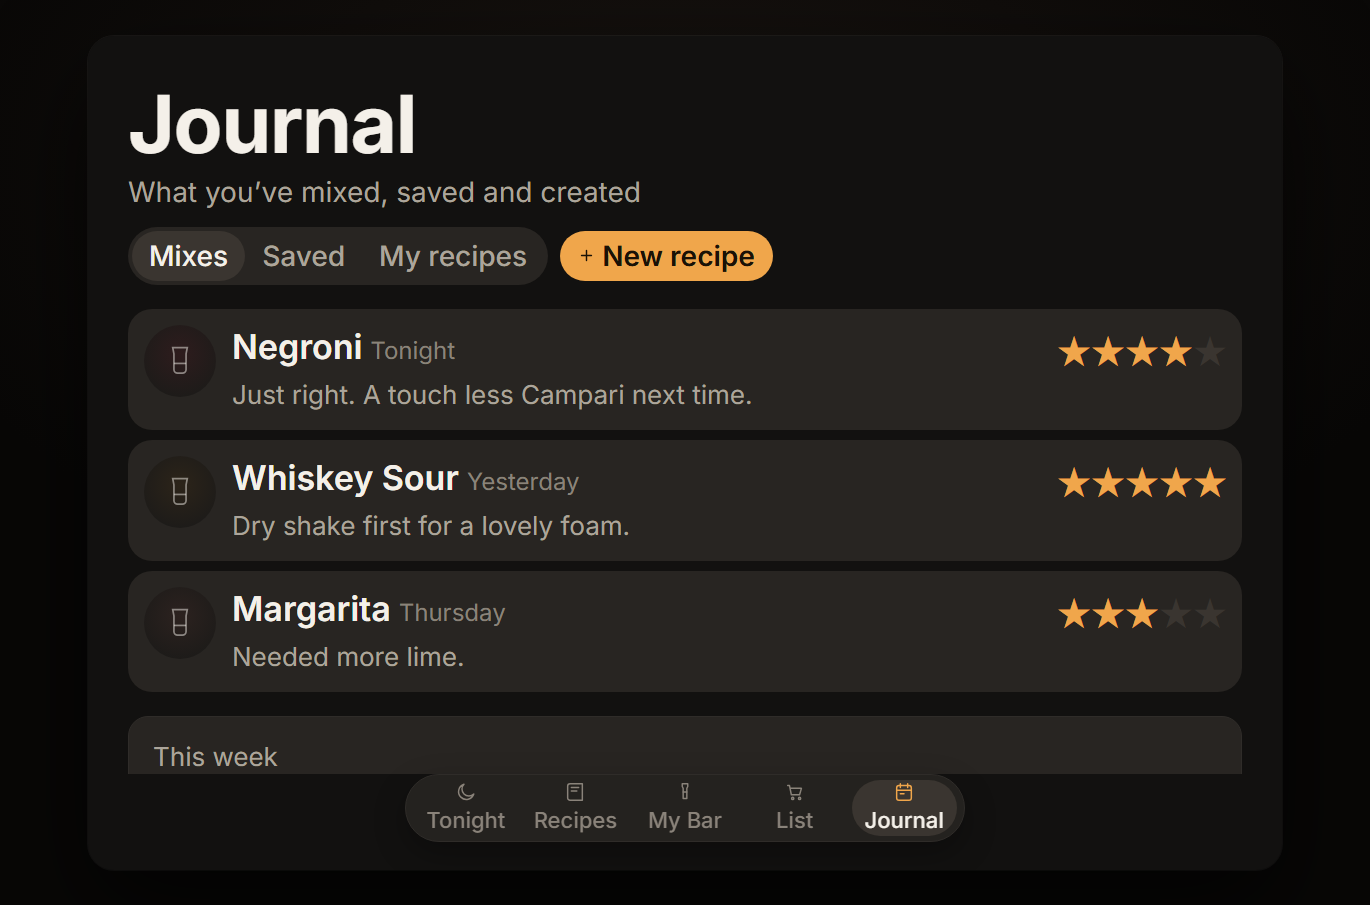 Journal
What you’ve mixed, saved and created
Mixes Saved My recipes + New recipe
Negroni Tonight
Just right. A touch less Campari next time.
Whiskey Sour Yesterday
Dry shake first for a lovely foam.
Margarita Thursday
Needed more lime.
This week
Tonight Recipes My Bar List Journal